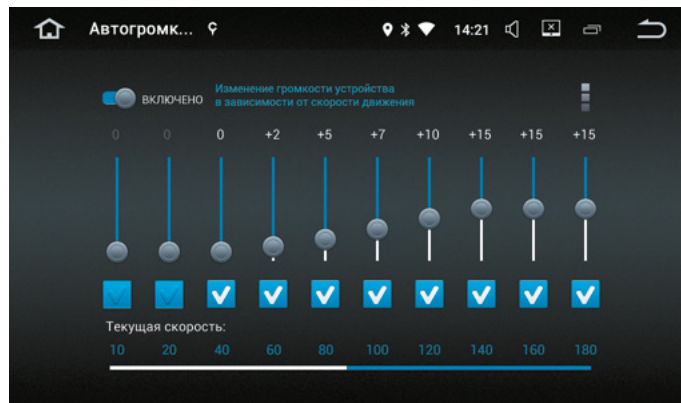 Автогромк...
14:21
ВКЛЮЧЕНО
Изменение громкости устройства
в зависимости от скорости движения
0 0 0 +2 +5 +7 +10 +15 +15 +15
Текущая скорость:
10 20 40 60 80 100 120 140 160 180